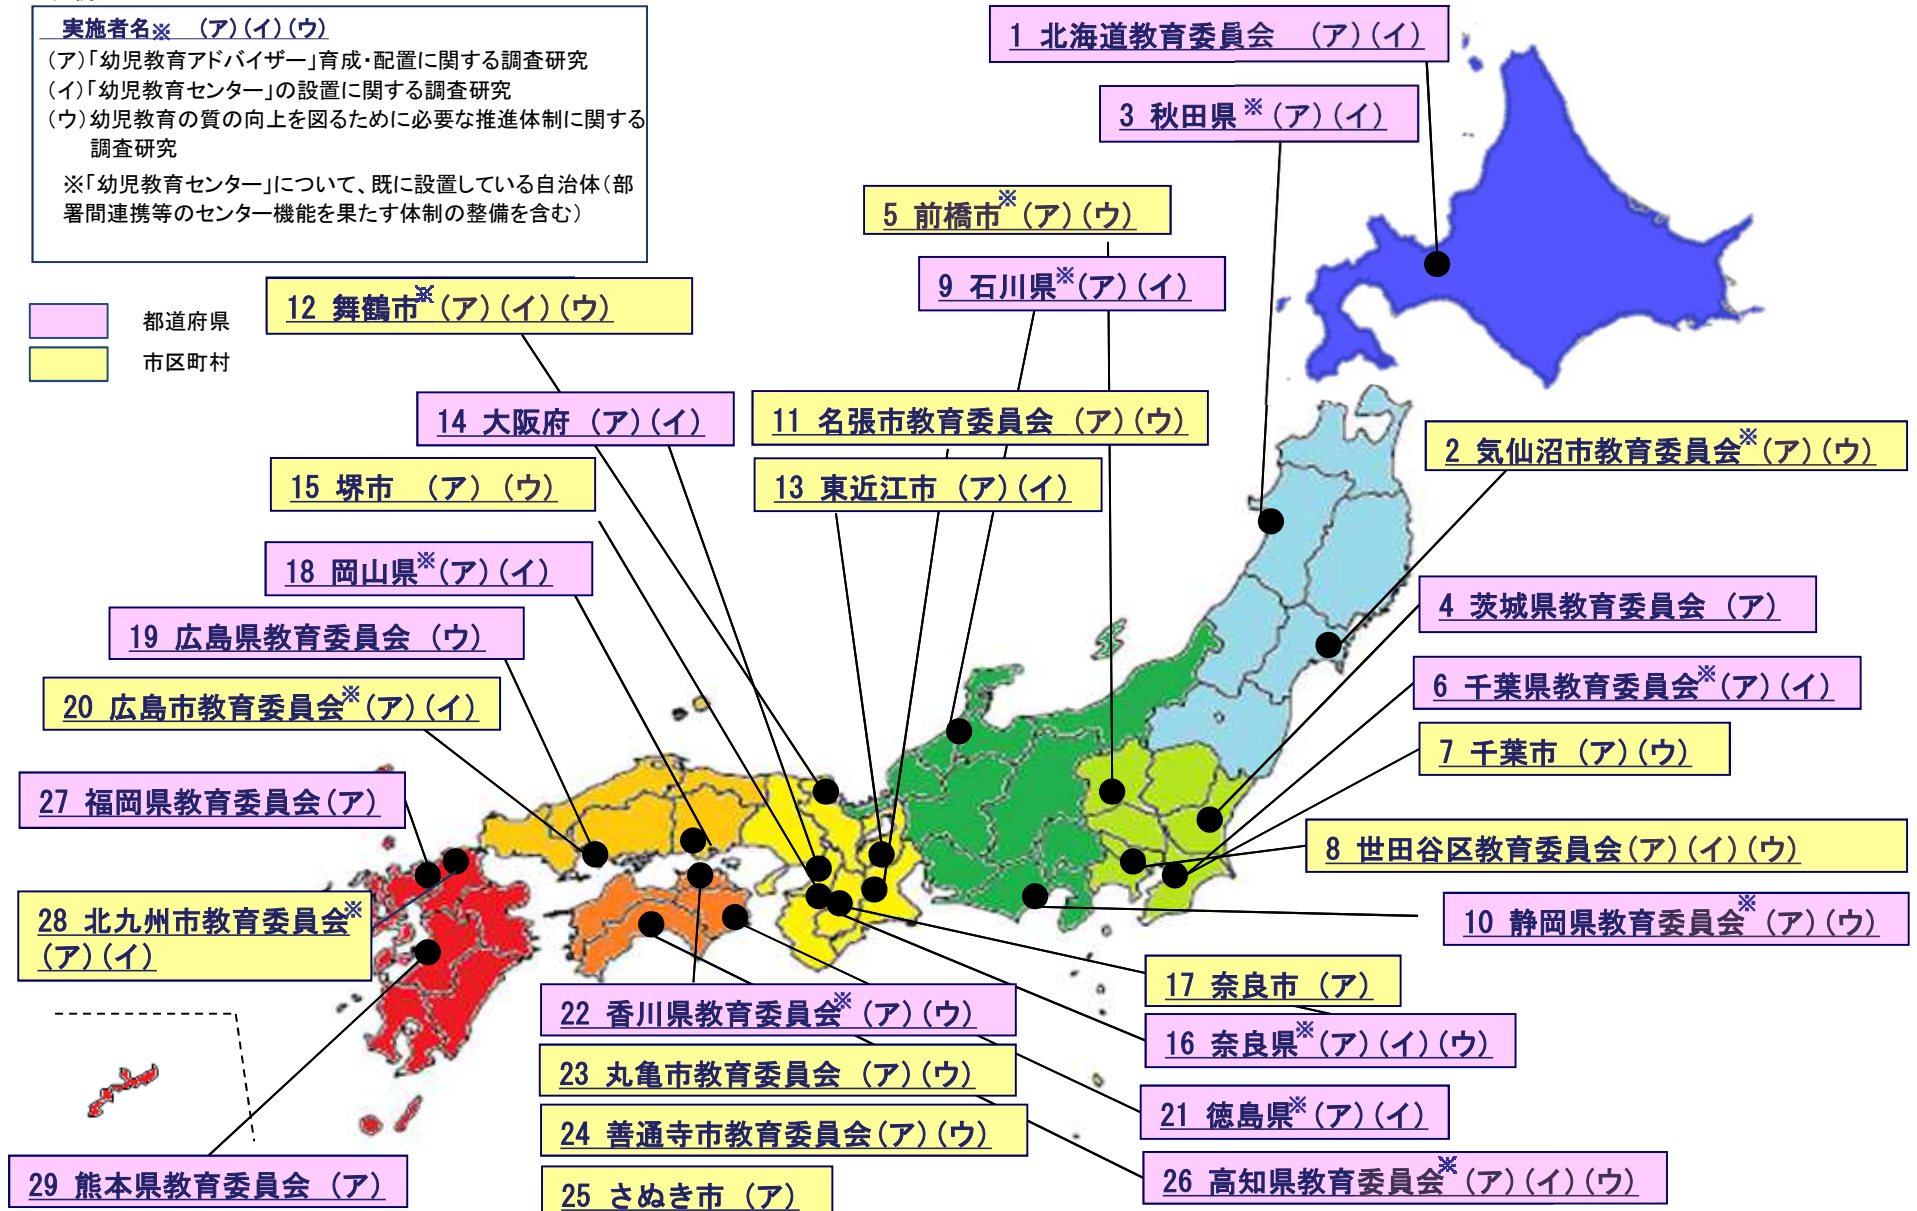 実施者名※ (ア)(イ)(ウ)
(ア)「幼児教育アドバイザー」育成・配置に関する調査研究
(イ)「幼児教育センター」の設置に関する調査研究
(ウ)幼児教育の質の向上を図るために必要な推進体制に関する
調査研究
※「幼児教育センター」について、既に設置している自治体(部
署間連携等のセンター機能を果たす体制の整備を含む)
都道府県
市区町村
1 北海道教育委員会 (ア)(イ)
3 秋田県※(ア)(イ)
5 前橋市※(ア)(ウ)
9 石川県※(ア)(イ)
12 舞鶴市※(ア)(イ)(ウ)
14 大阪府 (ア)(イ)
11 名張市教育委員会 (ア)(ウ)
2 気仙沼市教育委員会※(ア)(ウ)
15 堺市 (ア) (ウ)
13 東近江市 (ア)(イ)
18 岡山県※(ア)(イ)
4 茨城県教育委員会 (ア)
19 広島県教育委員会 (ウ)
6 千葉県教育委員会※(ア)(イ)
20 広島市教育委員会※(ア)(イ)
7 千葉市 (ア)(ウ)
27 福岡県教育委員会(ア)
8 世田谷区教育委員会(ア)(イ)(ウ)
28 北九州市教育委員会※
(ア)(イ)
10 静岡県教育委員会※(ア)(ウ)
17 奈良市 (ア)
22 香川県教育委員会※(ア)(ウ)
16 奈良県※(ア)(イ)(ウ)
23 丸亀市教育委員会 (ア)(ウ)
21 徳島県※(ア)(イ)
24 善通寺市教育委員会(ア)(ウ)
29 熊本県教育委員会 (ア)
26 高知県教育委員会※(ア)(イ)(ウ)
25 さぬき市 (ア)